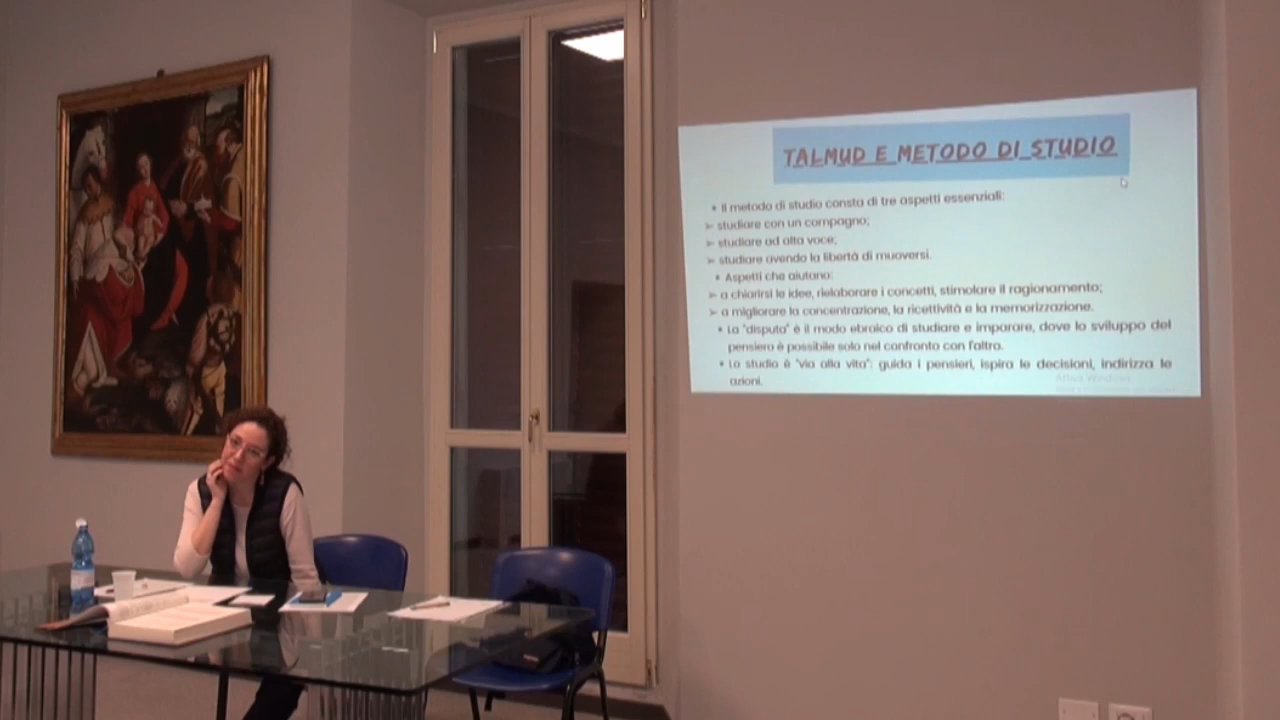 TALMUD E METODO DI STUDIO
• Il metodo di studio consta di tre aspetti essenziali:
➢ studiare con un compagno;
➢ studiare ad alta voce;
➢ studiare avendo la libertà di muoversi.
• Aspetti che aiutano:
➢ a chiarirsi le idee, rielaborare i concetti, stimolare il ragionamento;
➢ a migliorare la concentrazione, la ricettività e la memorizzazione.
• La "disputa" è il modo ebraico di studiare e imparare, dove lo sviluppo del
pensiero è possibile solo nel confronto con l'altro.
• Lo studio è "via alla vita": guida i pensieri, ispira le decisioni, indirizza le
azioni.
Attiva Windows